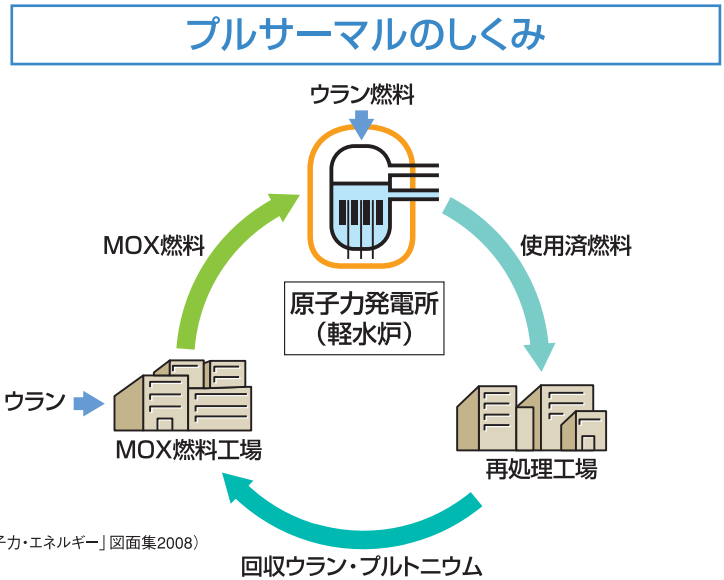 プルサーマルのしくみ
ウラン燃料
MOX燃料
使用済燃料
原子力発電所
（軽水炉）
ウラン
MOX燃料工場
再処理工場
子力・エネルギー」図面集2008）
回収ウラン・プルトニウム